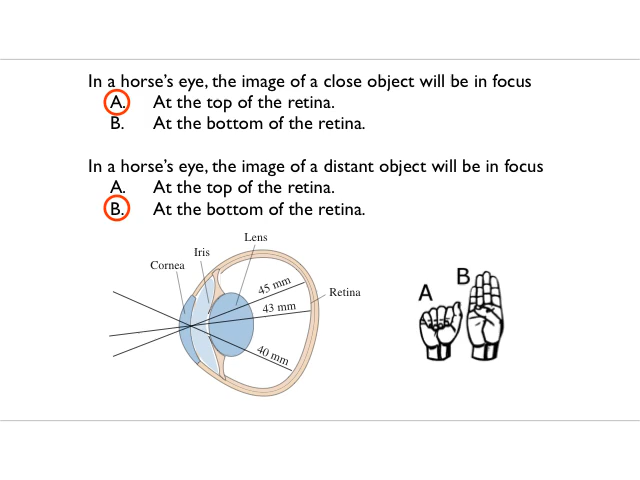 In a horse's eye, the image of a close object will be in focus
A. At the top of the retina.
B. At the bottom of the retina.
In a horse's eye, the image of a distant object will be in focus
A. At the top of the retina.
B. At the bottom of the retina.
Lens
Iris
Cornea
45 mm
43 mm
40 mm
Retina
A
B